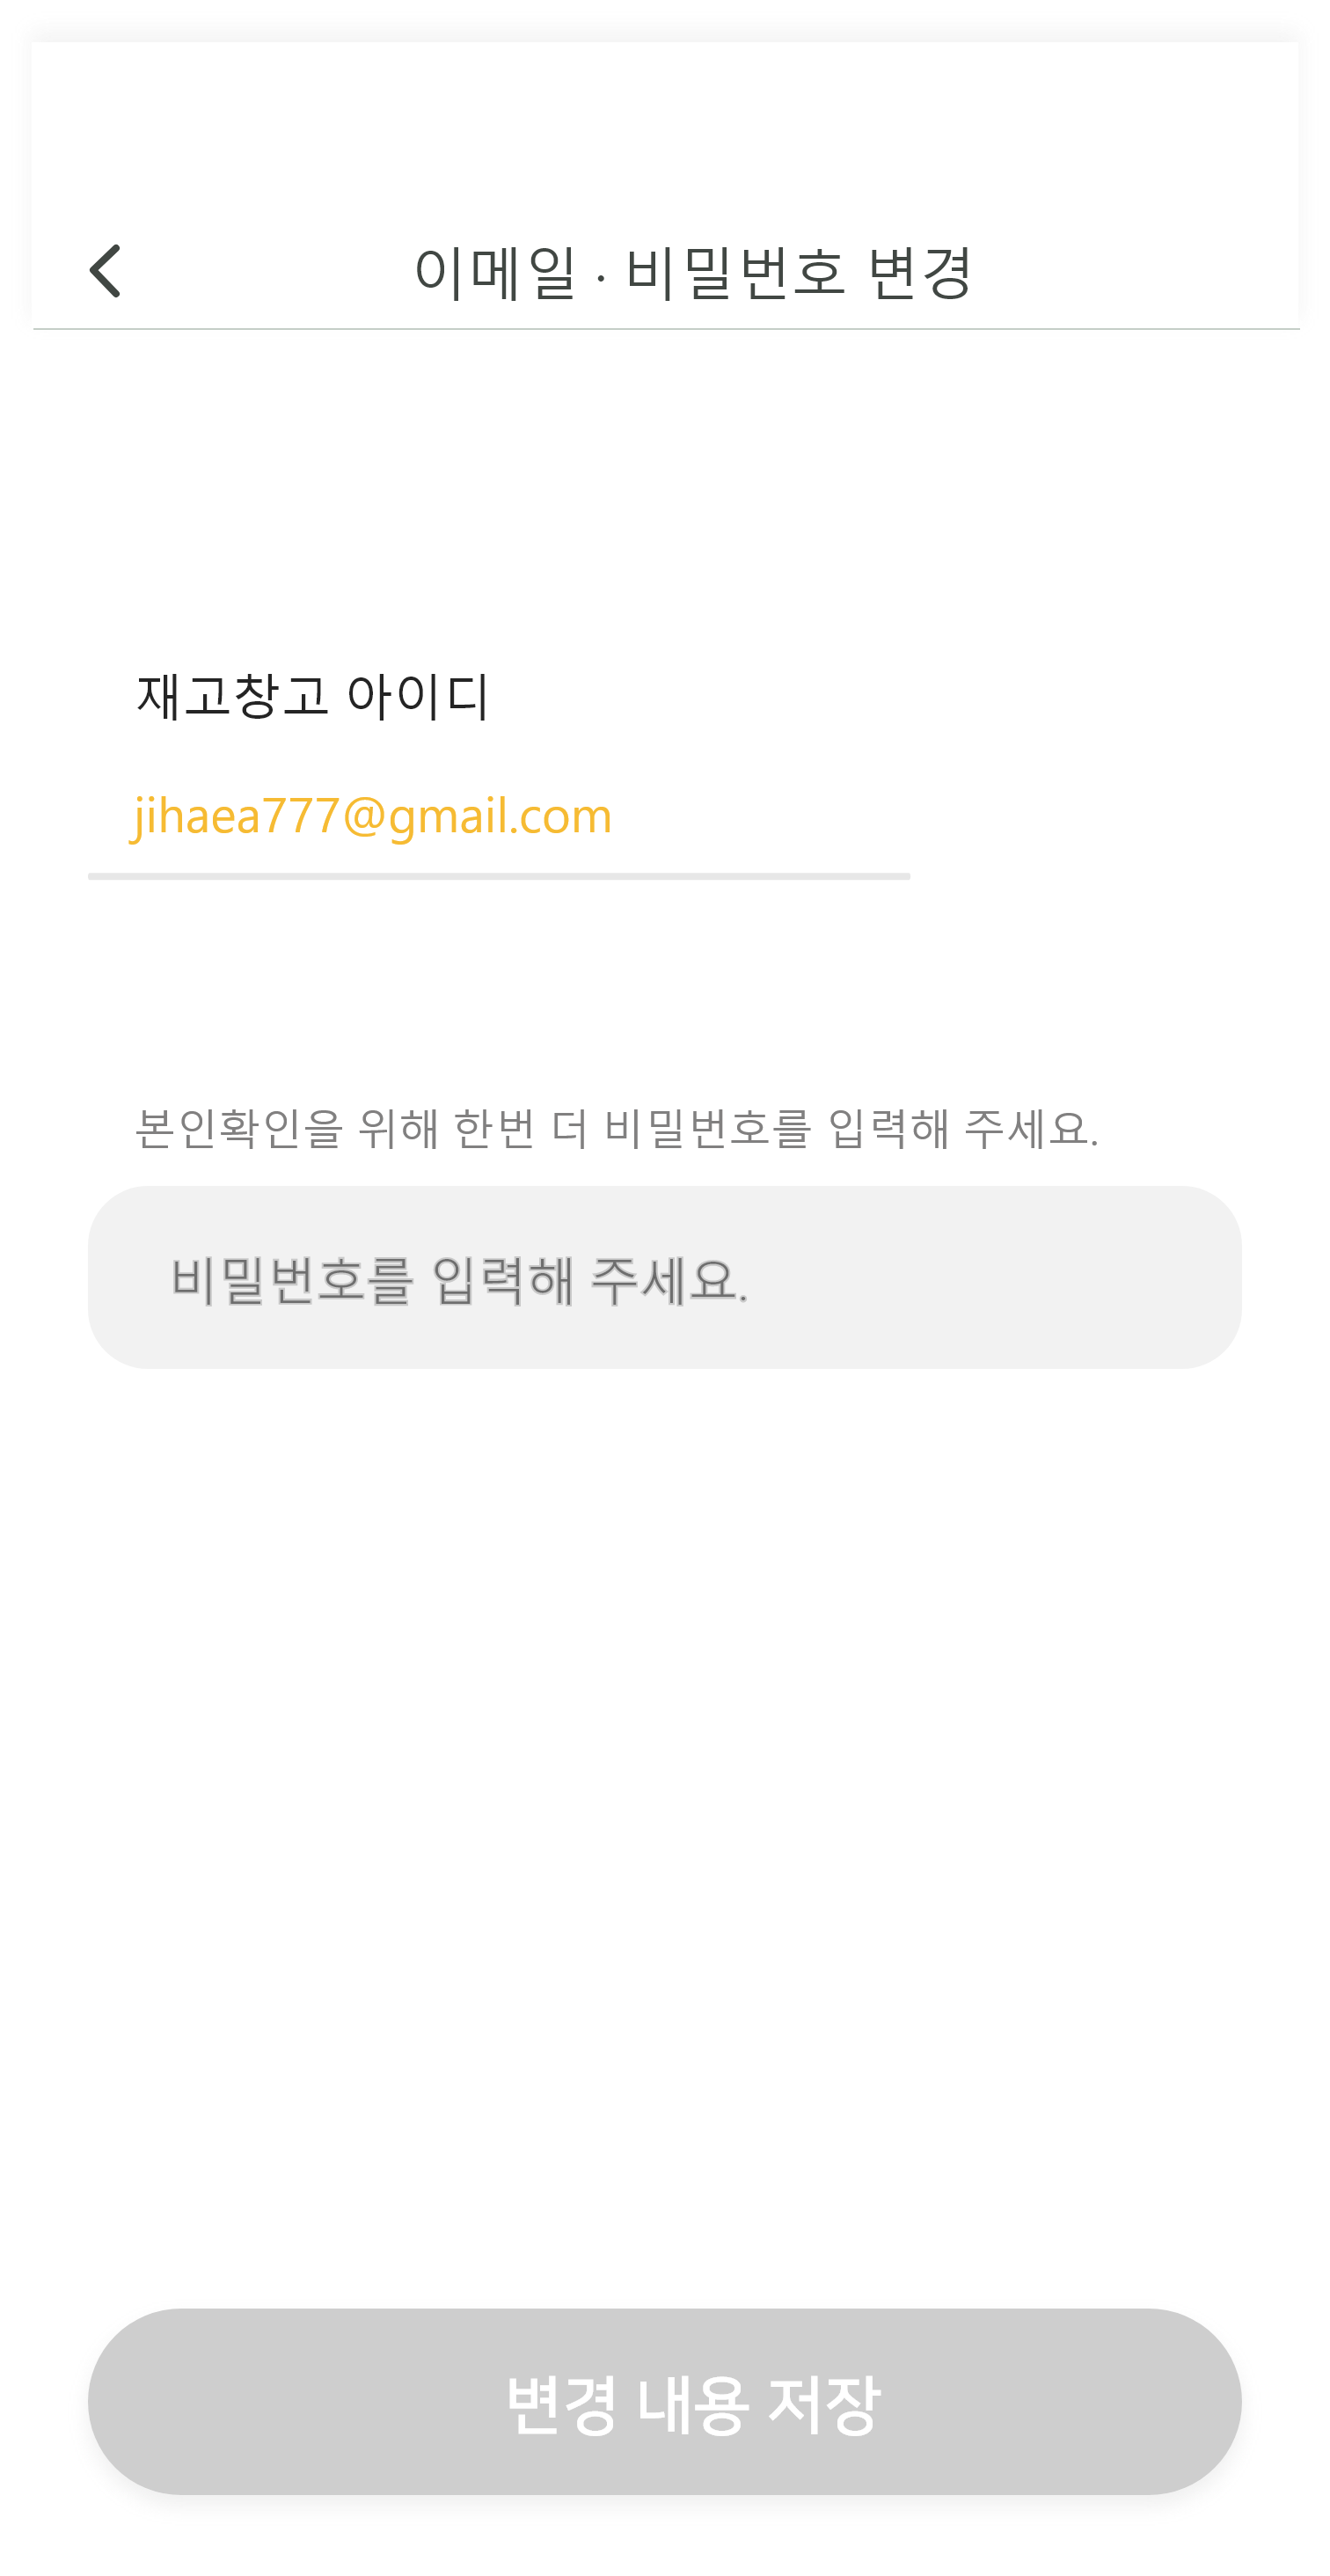 이메일 · 비밀번호 변경
재고창고 아이디
jihaea777@gmail.com
본인확인을 위해 한번 더 비밀번호를 입력해 주세요.
비밀번호를 입력해 주세요.
변경 내용 저장